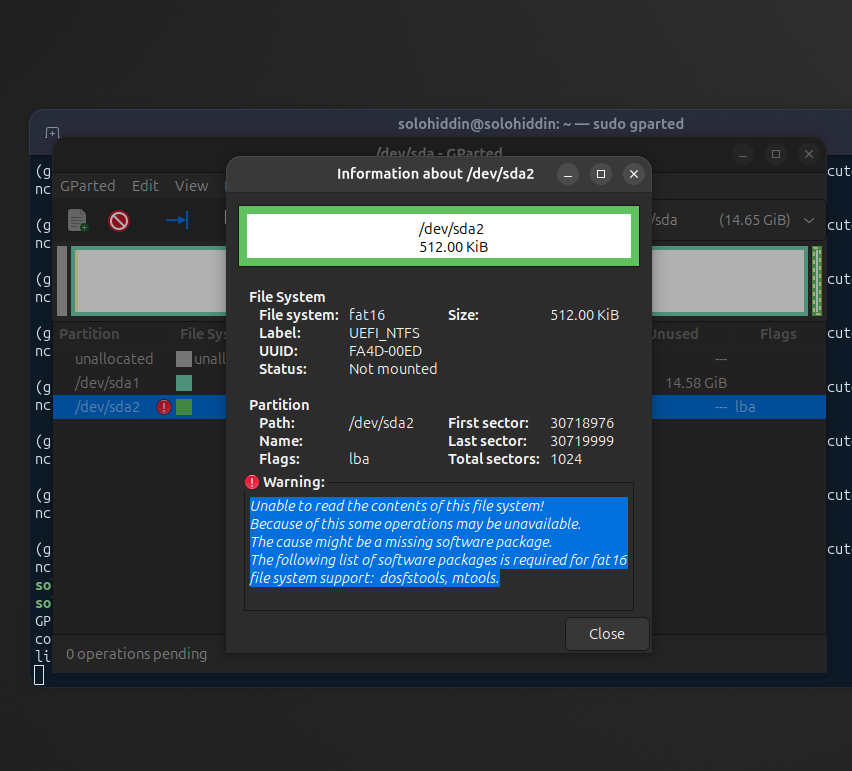 solohiddin@solohiddin: ~ — sudo gparted
/dev/sda - GParted
Information about /dev/sda2
GParted Edit View
/sda (14.65 GiB)
/dev/sda2
512.00 KiB
File System
File system: fat16 Size: 512.00 KiB
Label: UEFI_NTFS
UUID: FA4D-00ED
Status: Not mounted
Partition
Path: /dev/sda2 First sector: 30718976
Name: Last sector: 30719999
Flags: lba Total sectors: 1024
Warning:
Unable to read the contents of this file system!
Because of this some operations may be unavailable.
The cause might be a missing software package.
The following list of software packages is required for fat16
file system support:  dosfstools, mtools.
Close
Partition File Sy Unused Flags
unallocated unall ---
/dev/sda1 14.58 GiB
/dev/sda2 --- lba
0 operations pending
(g cut
nc
(g cut
nc
(g cut
nc
(g cut
nc
(g cut
nc
(g cut
nc
(g cut
nc
(g cut
nc
so
so
GP
co
li